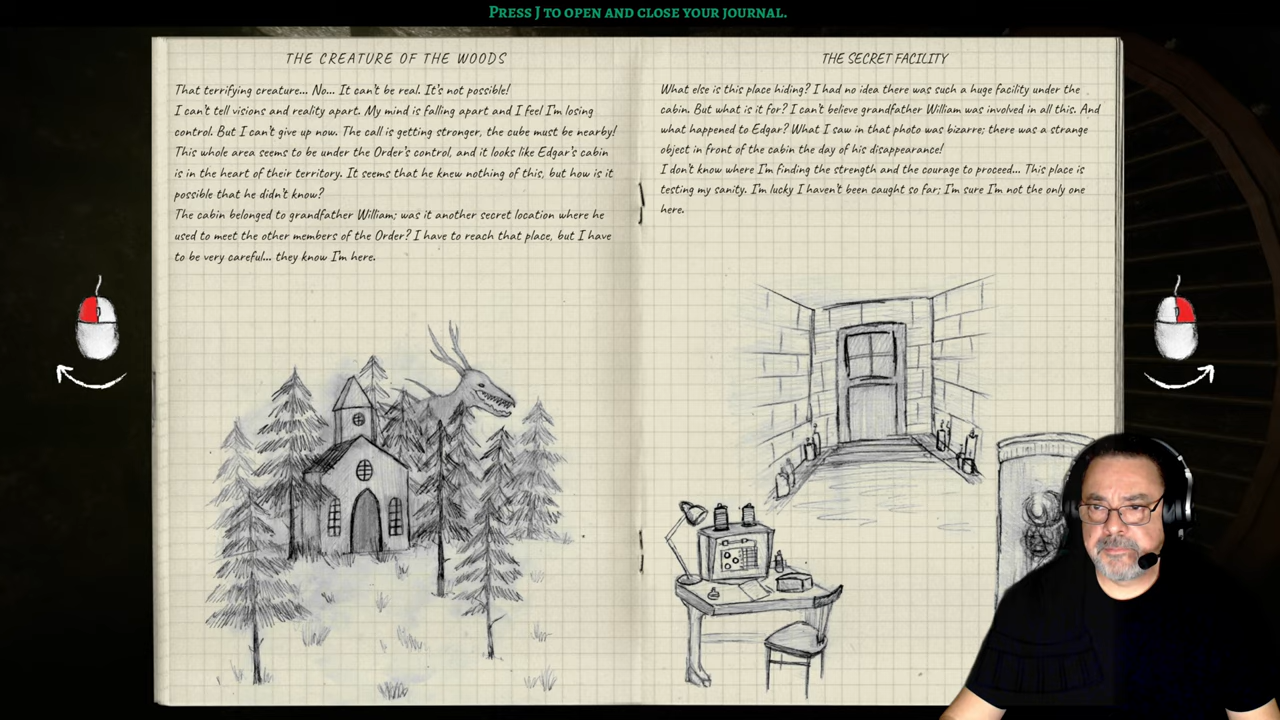 PRESS J TO OPEN AND CLOSE YOUR JOURNAL.
THE CREATURE OF THE WOODS
That terrifying creature... No... It can't be real. It's not possible!
I can't tell visions and reality apart. My mind is falling apart and I feel I'm losing
control. But I can't give up now. The call is getting stronger, the cube must be nearby!
This whole area seems to be under the Order's control, and it looks like Edgar's cabin
is in the heart of their territory. It seems that he knew nothing of this, but how is it
possible that he didn't know?
The cabin belonged to grandfather William; was it another secret location where he
used to meet the other members of the Order? I have to reach that place, but I have
to be very careful... they know I'm here.
THE SECRET FACILITY
What else is this place hiding? I had no idea there was such a huge facility under the
cabin. But what is it for? I can't believe grandfather William was involved in all this. And
what happened to Edgar? What I saw in that photo was bizarre; there was a strange
object in front of the cabin the day of his disappearance!
I don't know where I'm finding the strength and the courage to proceed... This place is
testing my sanity. I'm lucky I haven't been caught so far; I'm sure I'm not the only one
here.